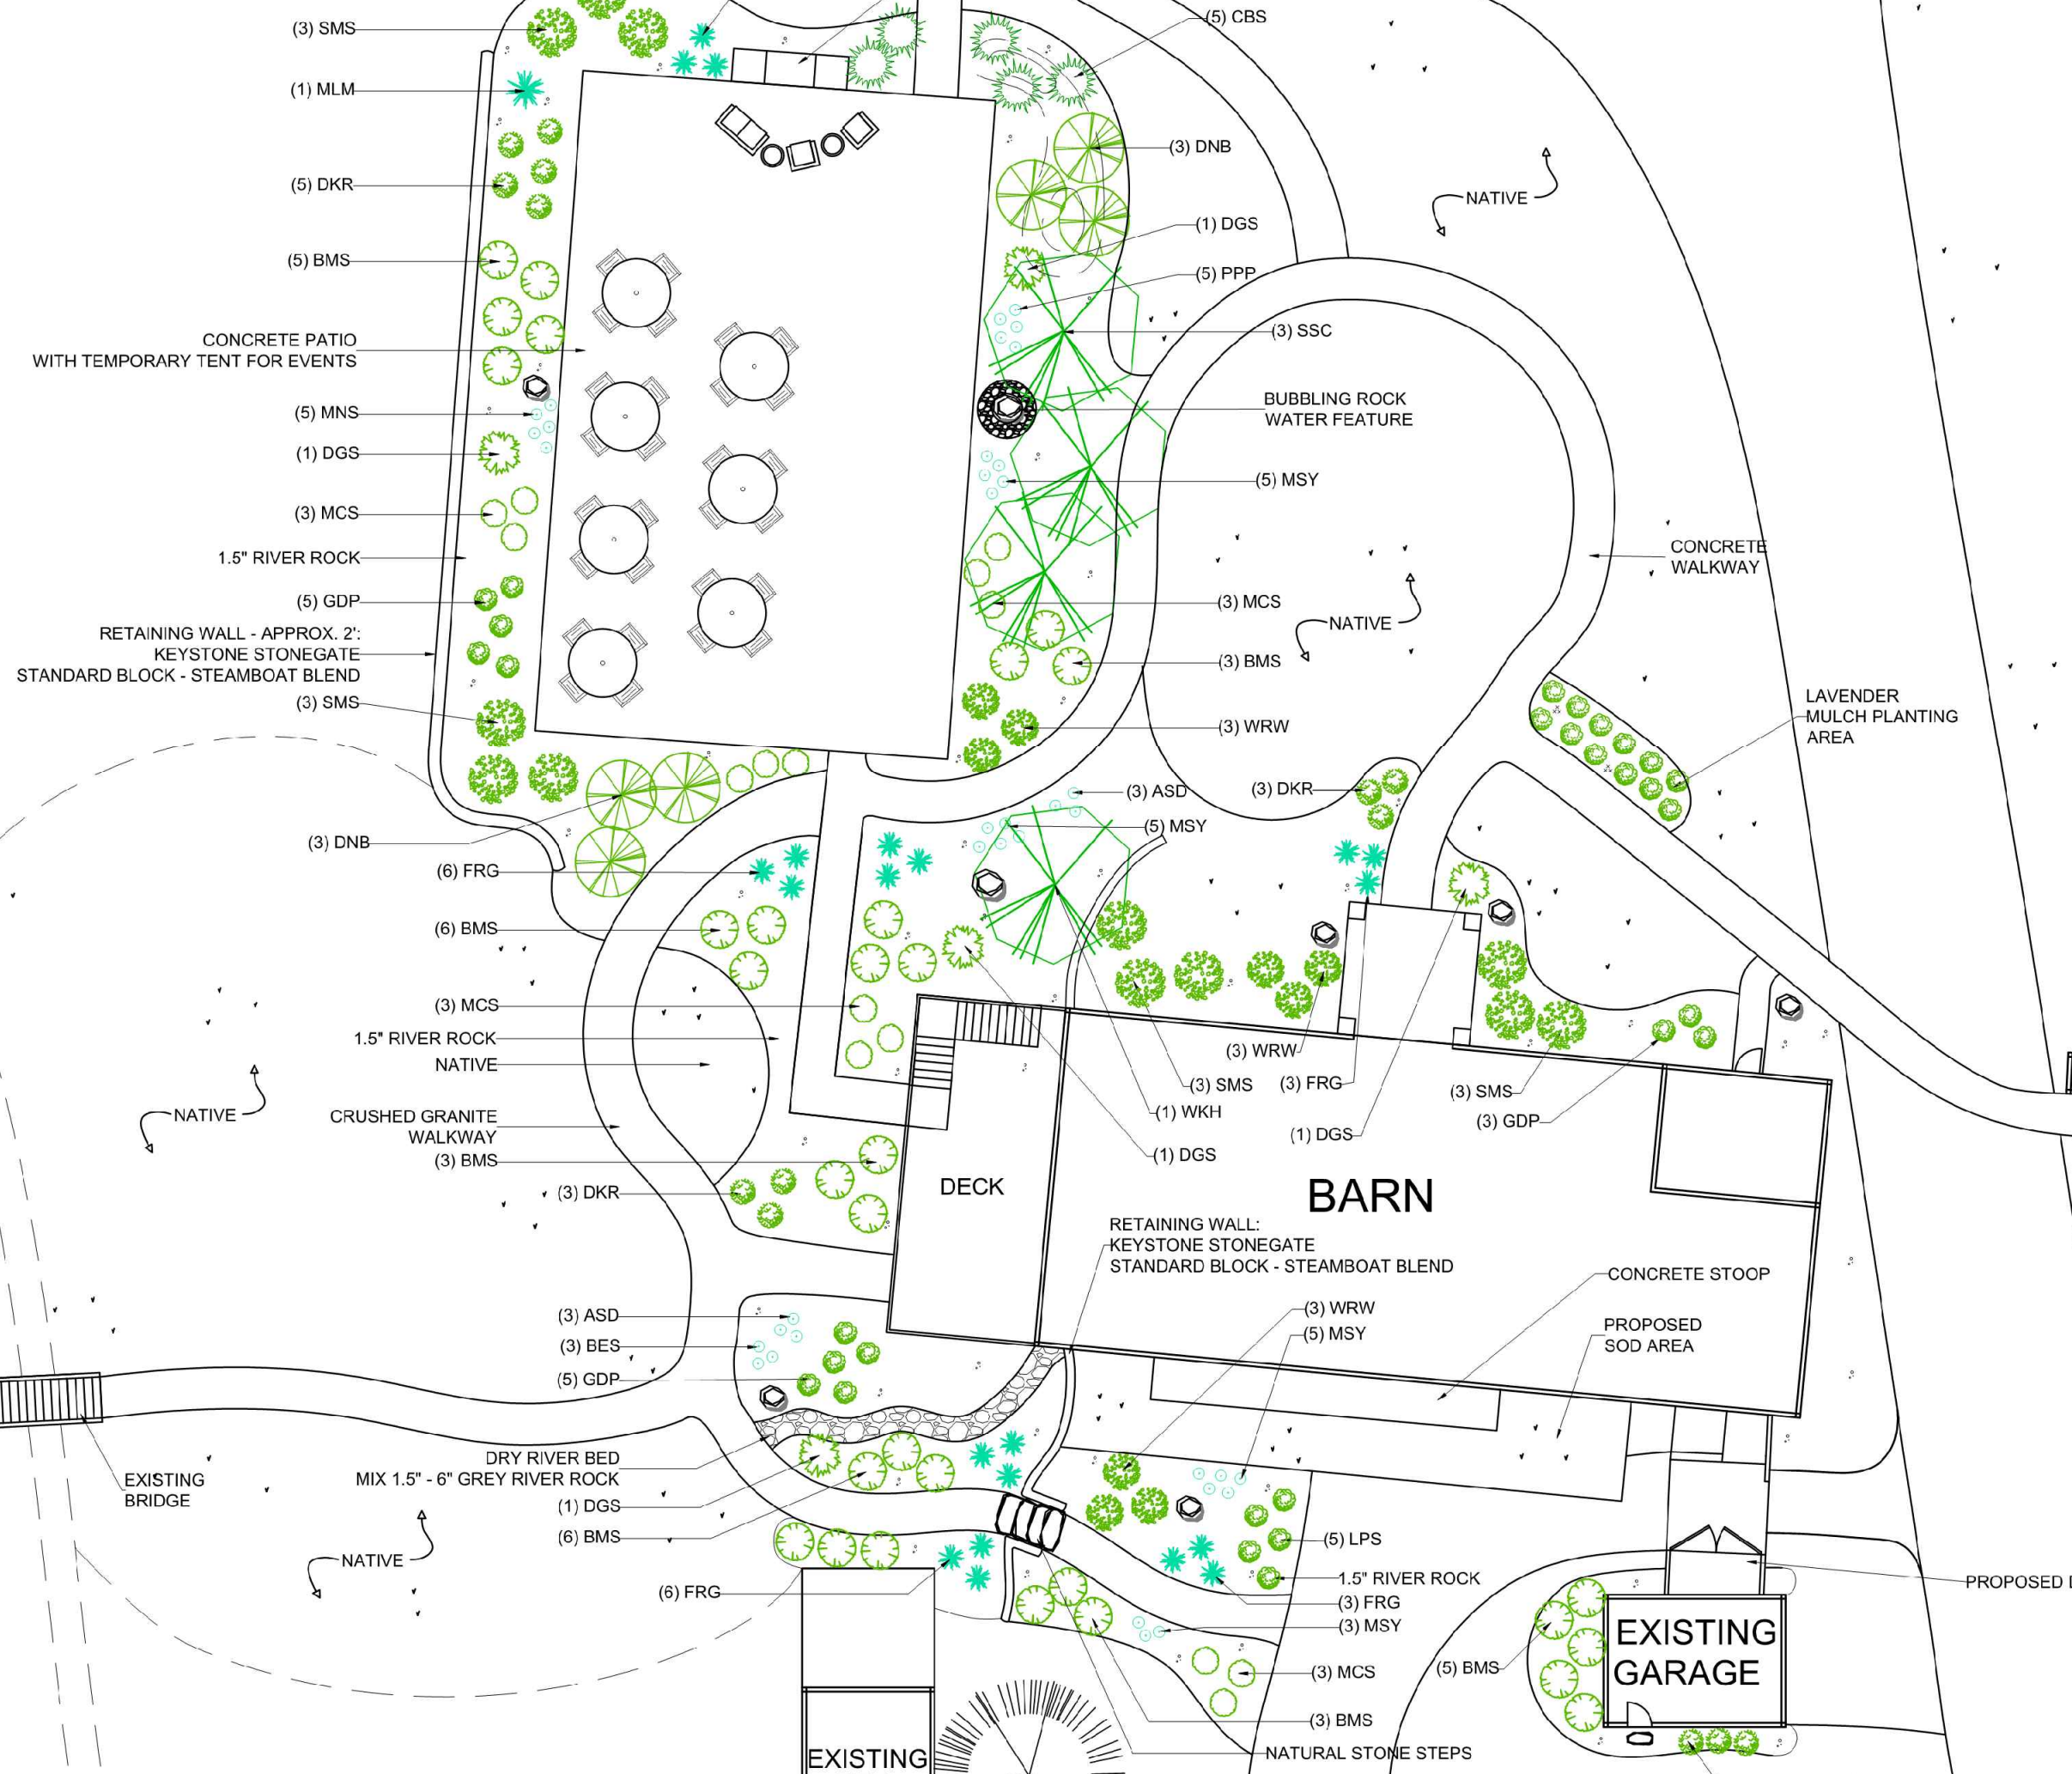 (3) SMS
(5) CBS
(1) MLM
(3) DNB
(5) DKR
NATIVE
(1) DGS
(5) BMS
(5) PPP
(3) SSC
CONCRETE PATIO
WITH TEMPORARY TENT FOR EVENTS
BUBBLING ROCK
WATER FEATURE
(5) MNS
(1) DGS
(5) MSY
(3) MCS
1.5" RIVER ROCK
CONCRETE
WALKWAY
(5) GDP
(3) MCS
NATIVE
RETAINING WALL - APPROX. 2':
KEYSTONE STONEGATE
STANDARD BLOCK - STEAMBOAT BLEND
(3) BMS
(3) SMS
LAVENDER
MULCH PLANTING
AREA
(3) WRW
(3) ASD
(3) DKR
(5) MSY
(3) DNB
(6) FRG
(6) BMS
(3) MCS
1.5" RIVER ROCK
NATIVE
(3) WRW
(3) SMS
(3) FRG
(3) SMS
(1) WKH
(3) GDP
NATIVE
CRUSHED GRANITE
WALKWAY
(1) DGS
(1) DGS
(3) BMS
(3) DKR
DECK
BARN
RETAINING WALL:
KEYSTONE STONEGATE
STANDARD BLOCK - STEAMBOAT BLEND
CONCRETE STOOP
(3) ASD
(3) WRW
(5) MSY
PROPOSED
SOD AREA
(3) BES
(5) GDP
DRY RIVER BED
MIX 1.5" - 6" GREY RIVER ROCK
EXISTING
BRIDGE
(1) DGS
(6) BMS
(5) LPS
NATIVE
1.5" RIVER ROCK
PROPOSED
(6) FRG
(3) FRG
(3) MSY
EXISTING
GARAGE
(3) MCS
(5) BMS
(3) BMS
NATURAL STONE STEPS
EXISTING